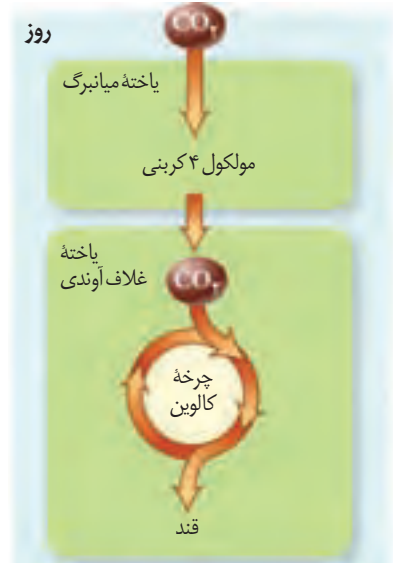 روز
CO₂
یاختهٔ میانبرگ
مولکول ۴ کربنی
یاختهٔ
غلاف آوندی
CO₂
چرخهٔ
کالوین
قند